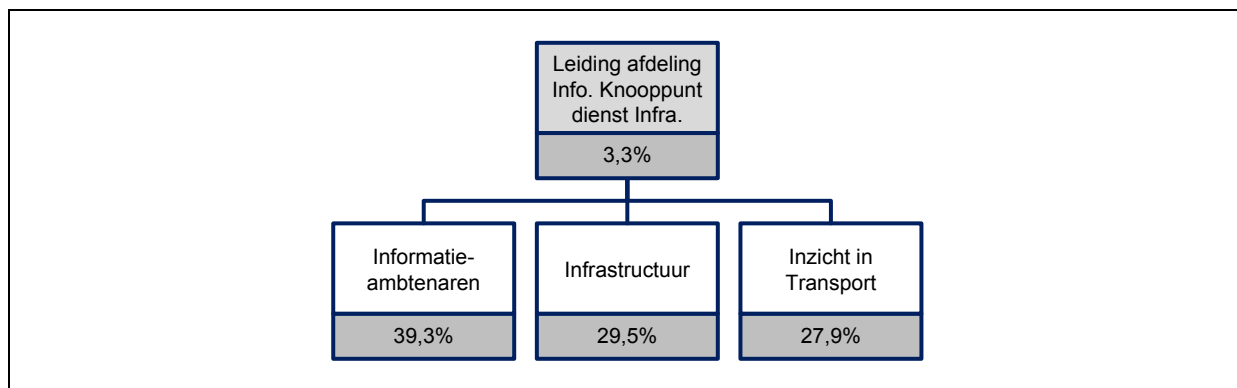 Leiding afdeling
Info. Knooppunt
dienst Infra.
3,3%
Informatie-
ambtenaren
39,3%
Infrastructuur
29,5%
Inzicht in
Transport
27,9%